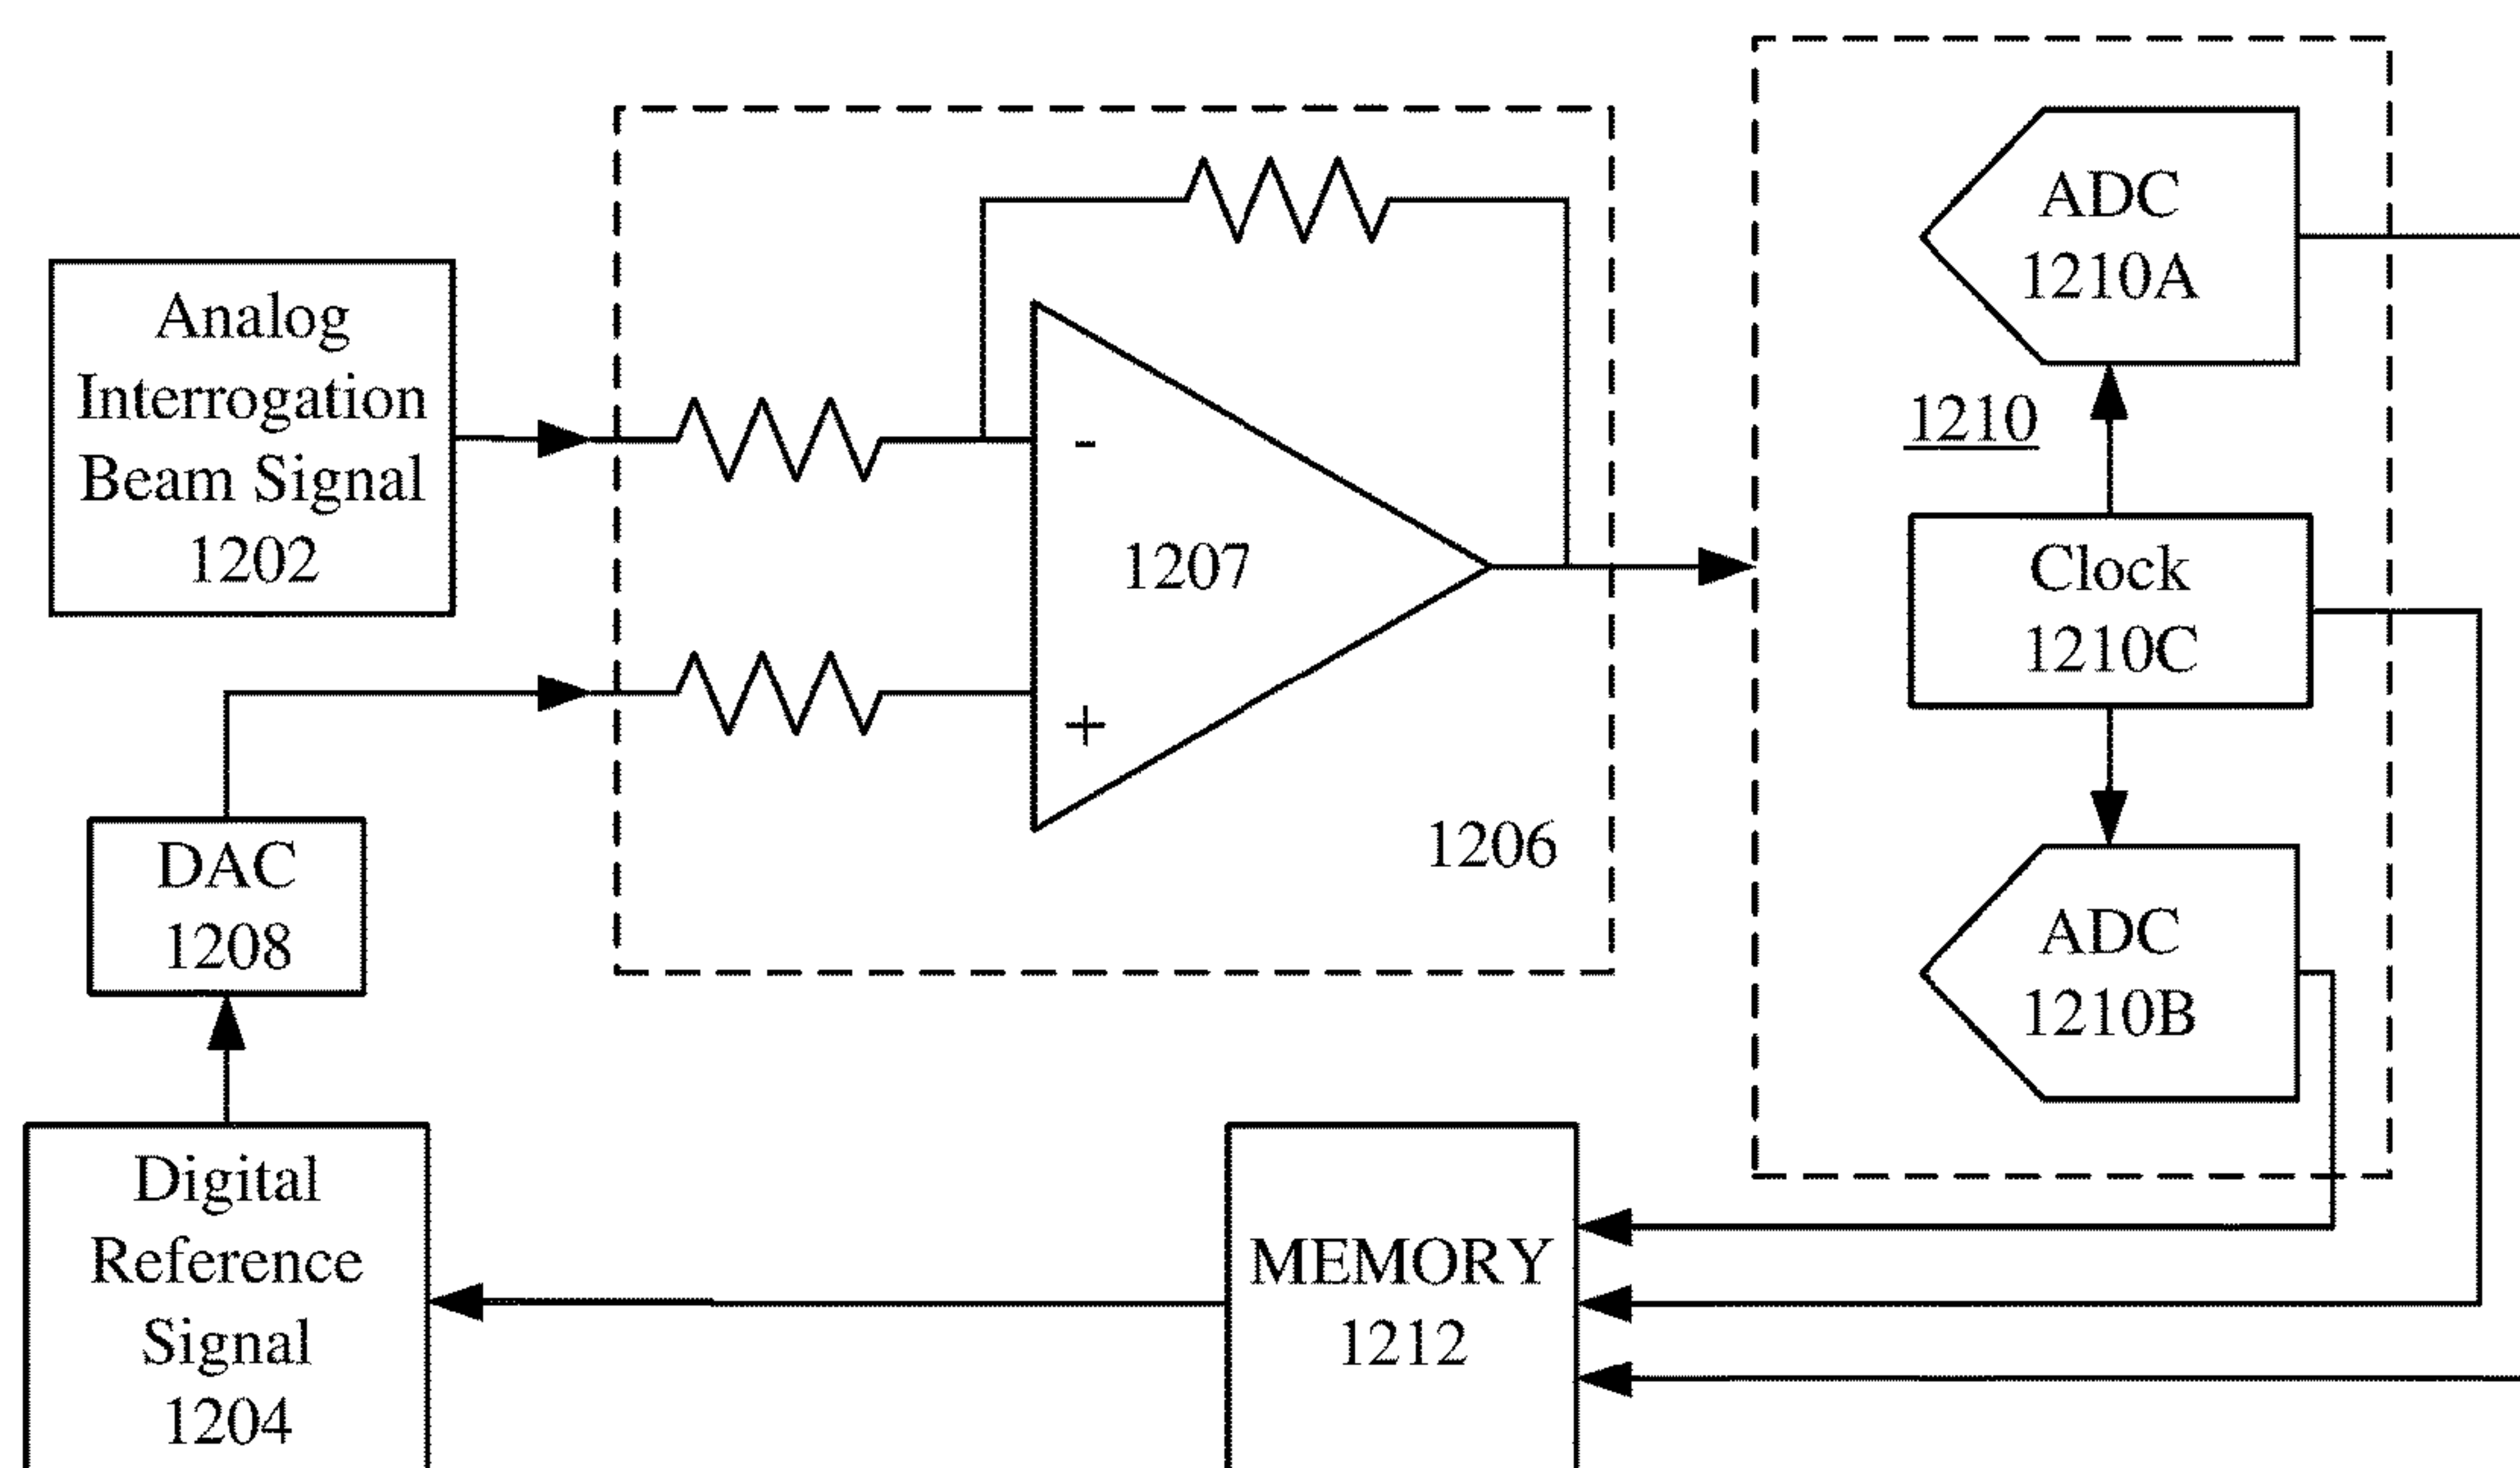 Analog
Interrogation
Beam Signal
1202
-
1207
+
1206
ADC
1210A
1210
Clock
1210C
ADC
1210B
DAC
1208
Digital
Reference
Signal
1204
MEMORY
1212